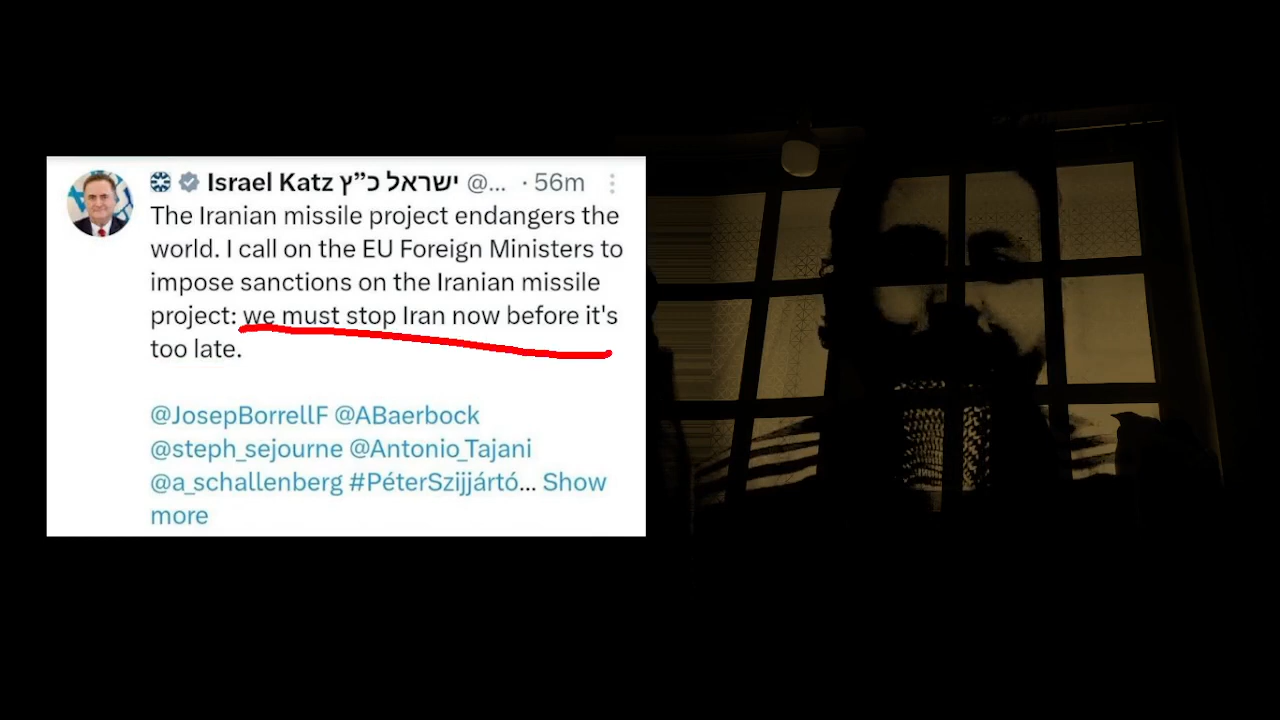 Israel Katz ישראל כ”ץ @... · 56m
The Iranian missile project endangers the
world. I call on the EU Foreign Ministers to
impose sanctions on the Iranian missile
project: we must stop Iran now before it's
too late.
@JosepBorrellF @ABaerbock
@steph_sejourne @Antonio_Tajani
@a_schallenberg #PéterSzijjártó... Show
more